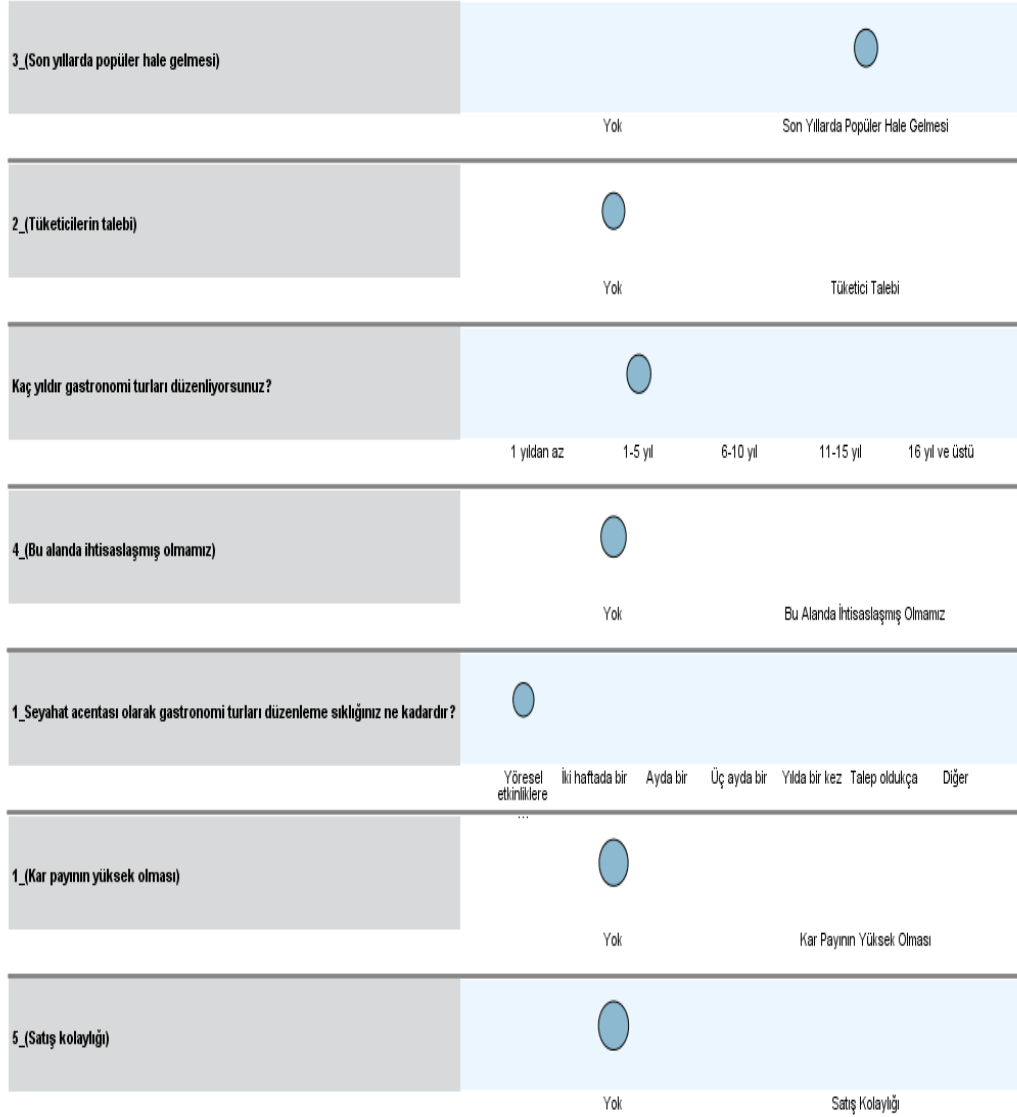 3_(Son yıllarda popüler hale gelmesi)
Yok Son Yıllarda Popüler Hale Gelmesi
2_(Tüketicilerin talebi)
Yok Tüketici Talebi
Kaç yıldır gastronomi turları düzenliyorsunuz?
1 yıldan az 1-5 yıl 6-10 yıl 11-15 yıl 16 yıl ve üstü
4_(Bu alanda ihtisaslaşmış olmamız)
Yok Bu Alanda İhtisaslaşmış Olmamız
1_Seyahat acentası olarak gastronomi turları düzenleme sıklığınız ne kadardır?
Yöresel etkinliklere ... İki haftada bir Ayda bir Üç ayda bir Yılda bir kez Talep oldukça Diğer
1_(Kar payının yüksek olması)
Yok Kar Payının Yüksek Olması
5_(Satış kolaylığı)
Yok Satış Kolaylığı